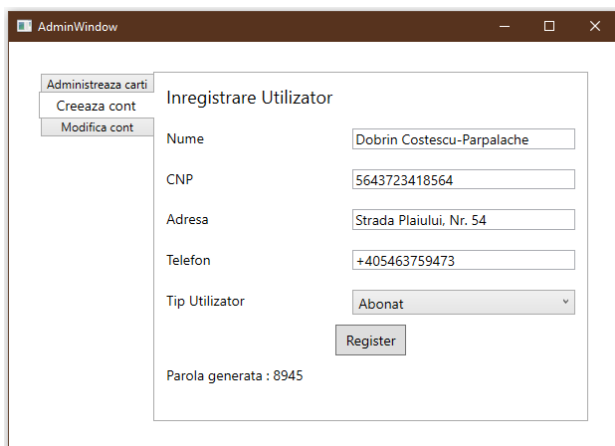 AdminWindow
Administreaza carti
Creeaza cont
Modifica cont
Inregistrare Utilizator
Nume Dobrin Costescu-Parpalache
CNP 5643723418564
Adresa Strada Plaiului, Nr. 54
Telefon +405463759473
Tip Utilizator Abonat
Register
Parola generata : 8945